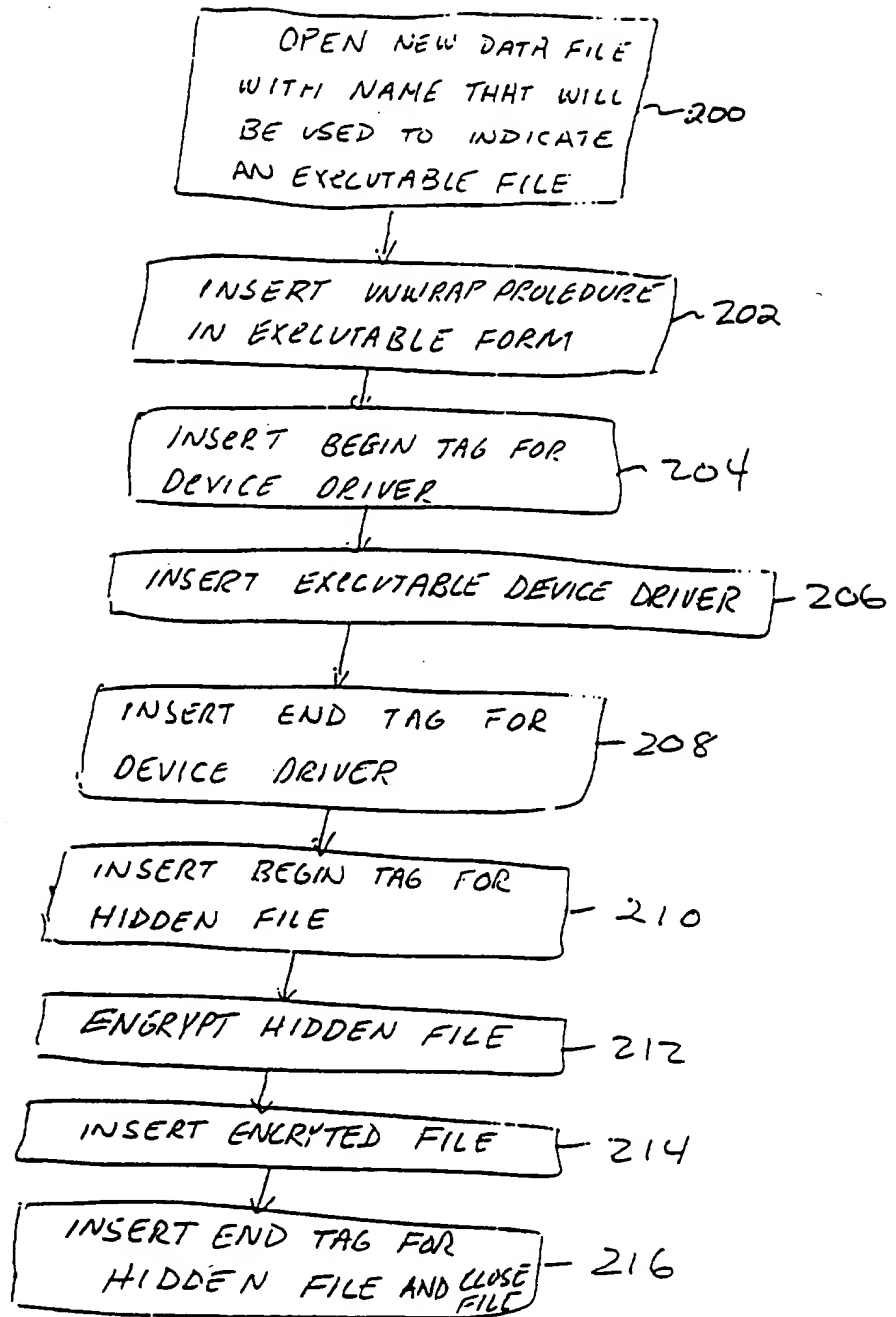 OPEN NEW DATA FILE
WITH NAME THAT WILL
BE USED TO INDICATE
AN EXECUTABLE FILE
200
INSERT UNWRAP PROCEDURE
IN EXECUTABLE FORM
202
INSERT BEGIN TAG FOR
DEVICE DRIVER
204
INSERT EXECUTABLE DEVICE DRIVER
206
INSERT END TAG FOR
DEVICE DRIVER
208
INSERT BEGIN TAG FOR
HIDDEN FILE
210
ENCRYPT HIDDEN FILE
212
INSERT ENCRYTED FILE
214
INSERT END TAG FOR
HIDDEN FILE AND CLOSE
FILE
216